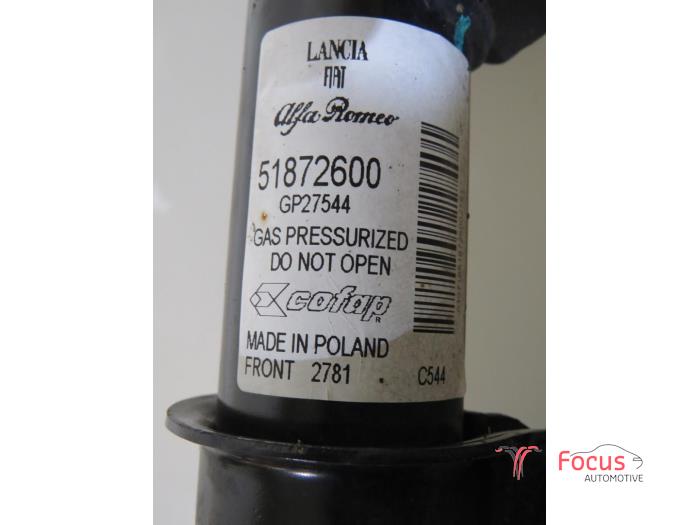 LANCIA
FIAT
Alfa Romeo
51872600
GP27544
GAS PRESSURIZED
DO NOT OPEN
cofap
R
MADE IN POLAND
FRONT 2781 C544
Focus
AUTOMOTIVE